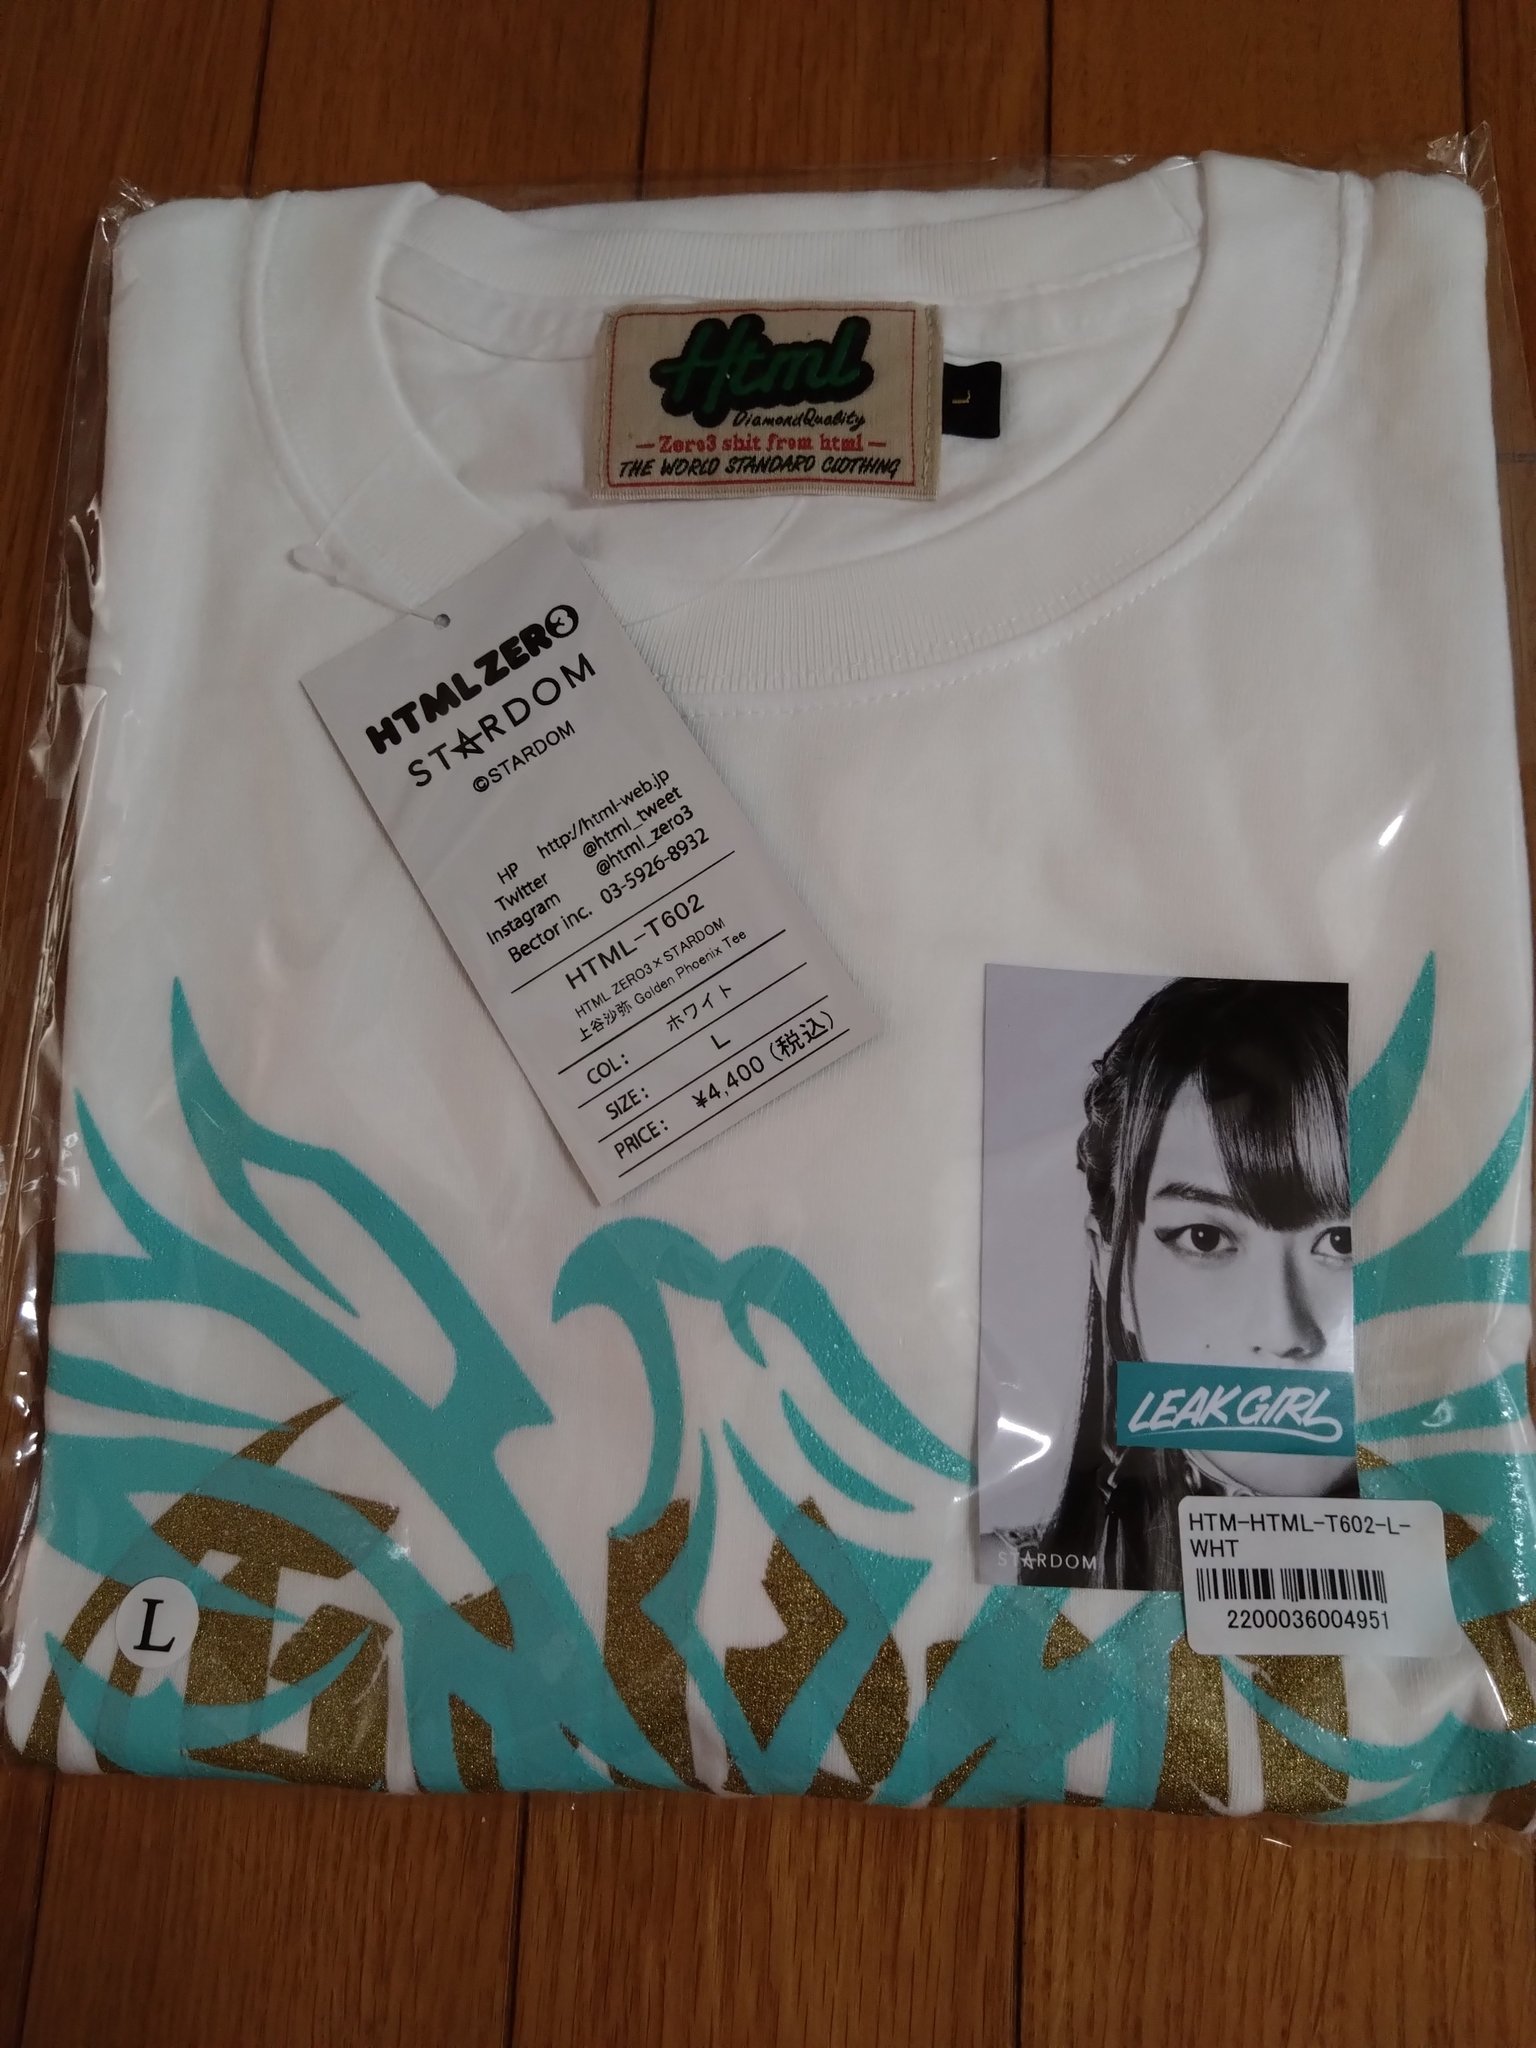 Html
DiamondQuality
Zero3 shit from html
THE WORLD STANDARD CLOTHING
L
HTML ZERO3
STARDOM
©STARDOM
HP http://html-web.jp
Twitter @html_tweet
Instagram @html_zero3
Bector inc. 03-5926-8932
HTML-T602
HTML ZERO3×STARDOM
上谷沙弥 Golden Phoenix Tee
COL: ホワイト
SIZE: L
PRICE: ¥4,400(税込)
LEAK GIRL
STARDOM
HTM-HTML-T602-L-
WHT
2200036004951
L